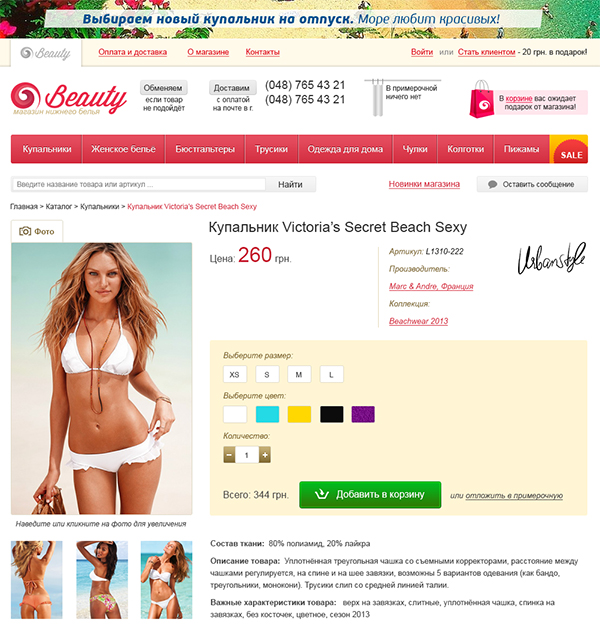 Выбираем новый купальник на отпуск. Море любит красивых!
Beauty
Оплата и доставка
О магазине
Контакты
Войти или Стать клиентом - 20 грн. в подарок!
Beauty
магазин нижнего белья
Обменяем
если товар
не подойдёт
Доставим
с оплатой
на почте в г.
(048) 765 43 21
(048) 765 43 21
В примерочной
ничего нет
В корзине вас ожидает
подарок от магазина!
Купальники
Женское бельё
Бюстгальтеры
Трусики
Одежда для дома
Чулки
Колготки
Пижамы
SALE
Введите название товара или артикул ...
Найти
Новинки магазина
Оставить сообщение
Главная > Каталог > Купальники > Купальник Victoria's Secret Beach Sexy
Фото
Купальник Victoria's Secret Beach Sexy
Цена: 260 грн.
Артикул: L1310-222
Производитель:
Marc & Andre, Франция
Коллекция:
Beachwear 2013
Urbanstyle
Выберите размер:
XS
S
M
L
Выберите цвет:
Количество:
− 1 +
Всего: 344 грн.
Добавить в корзину
или отложить в примерочную
Наведите или кликните на фото для увеличения
Состав ткани: 80% полиамид, 20% лайкра
Описание товара: Уплотнённая треугольная чашка со съемными корректорами, расстояние между
чашками регулируется, на спине и на шее завязки, возможны 5 вариантов одевания (как бандо,
треугольники, монокони). Трусики слип со средней линией талии.
Важные характеристики товара: верх на завязках, слитные, уплотнённая чашка, спинка на
завязках, без косточек, цветное, сезон 2013